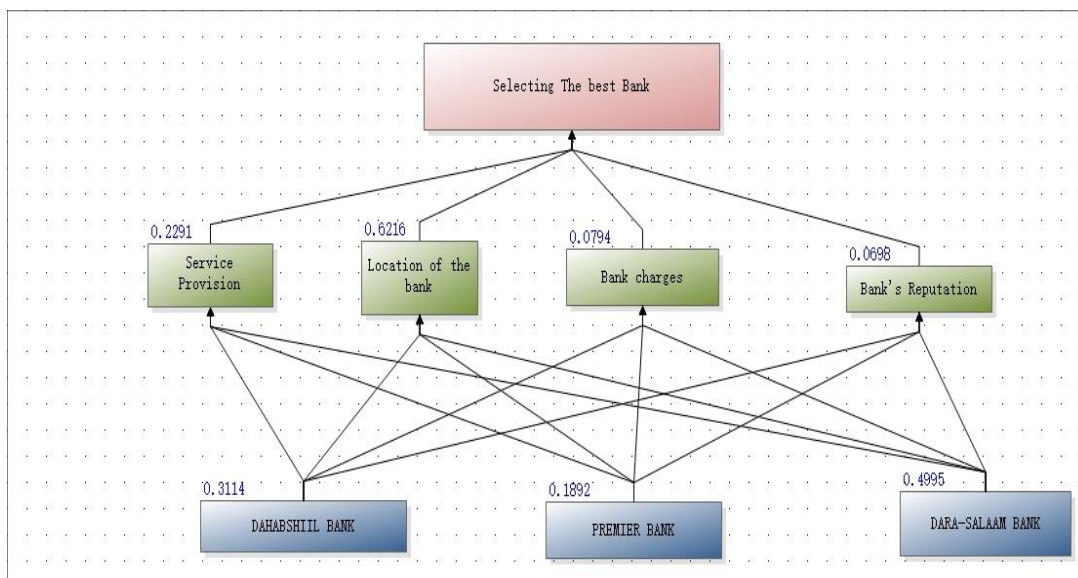 Selecting The best Bank
0.2291
Service
Provision
0.6216
Location of the
bank
0.0794
Bank charges
0.0698
Bank's Reputation
0.3114
DAHABSHIIL BANK
0.1892
PREMIER BANK
0.4995
DARA-SALAAM BANK